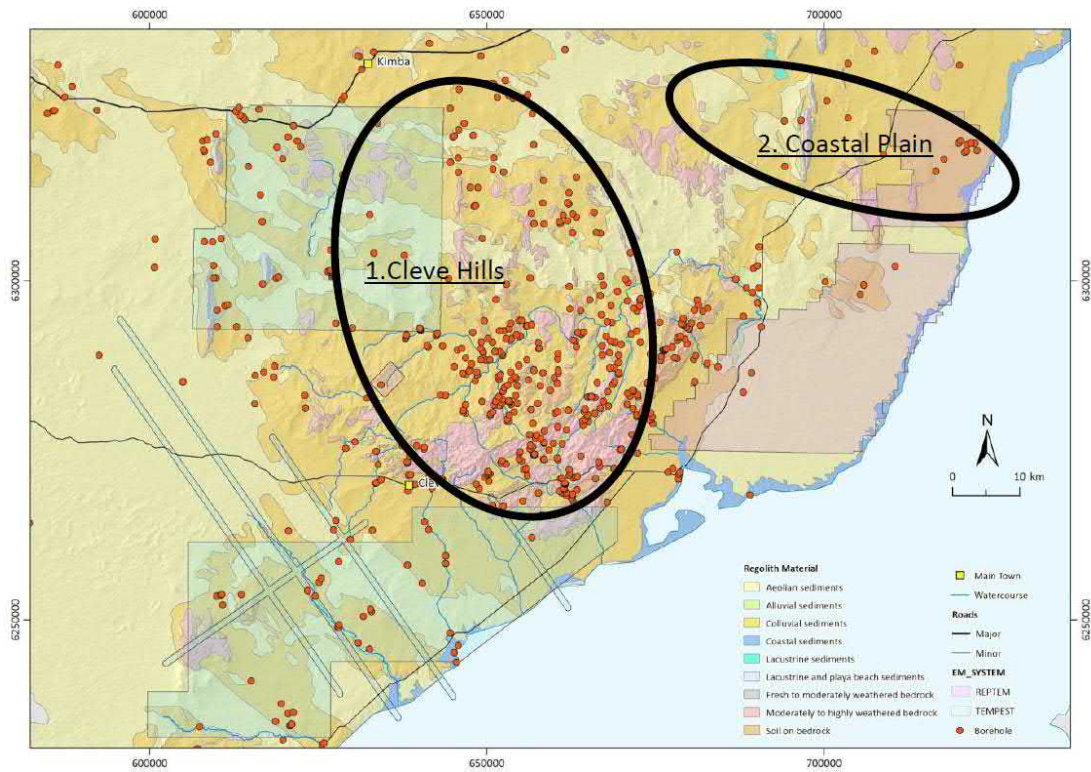 600000
650000
700000
Kimba
2. Coastal Plain
1.Cleve Hills
6300000
6300000
N
0 10 km
6250000
6250000
Regolith Material
Aeolian sediments
Alluvial sediments
Colluvial sediments
Coastal sediments
Lacustrine sediments
Lacustrine and playa beach sediments
Fresh to moderately weathered bedrock
Moderately to highly weathered bedrock
Soil on bedrock
Main Town
Watercourse
Roads
Major
Minor
EM_SYSTEM
REPTEM
TEMPEST
Borehole
600000
650000
700000